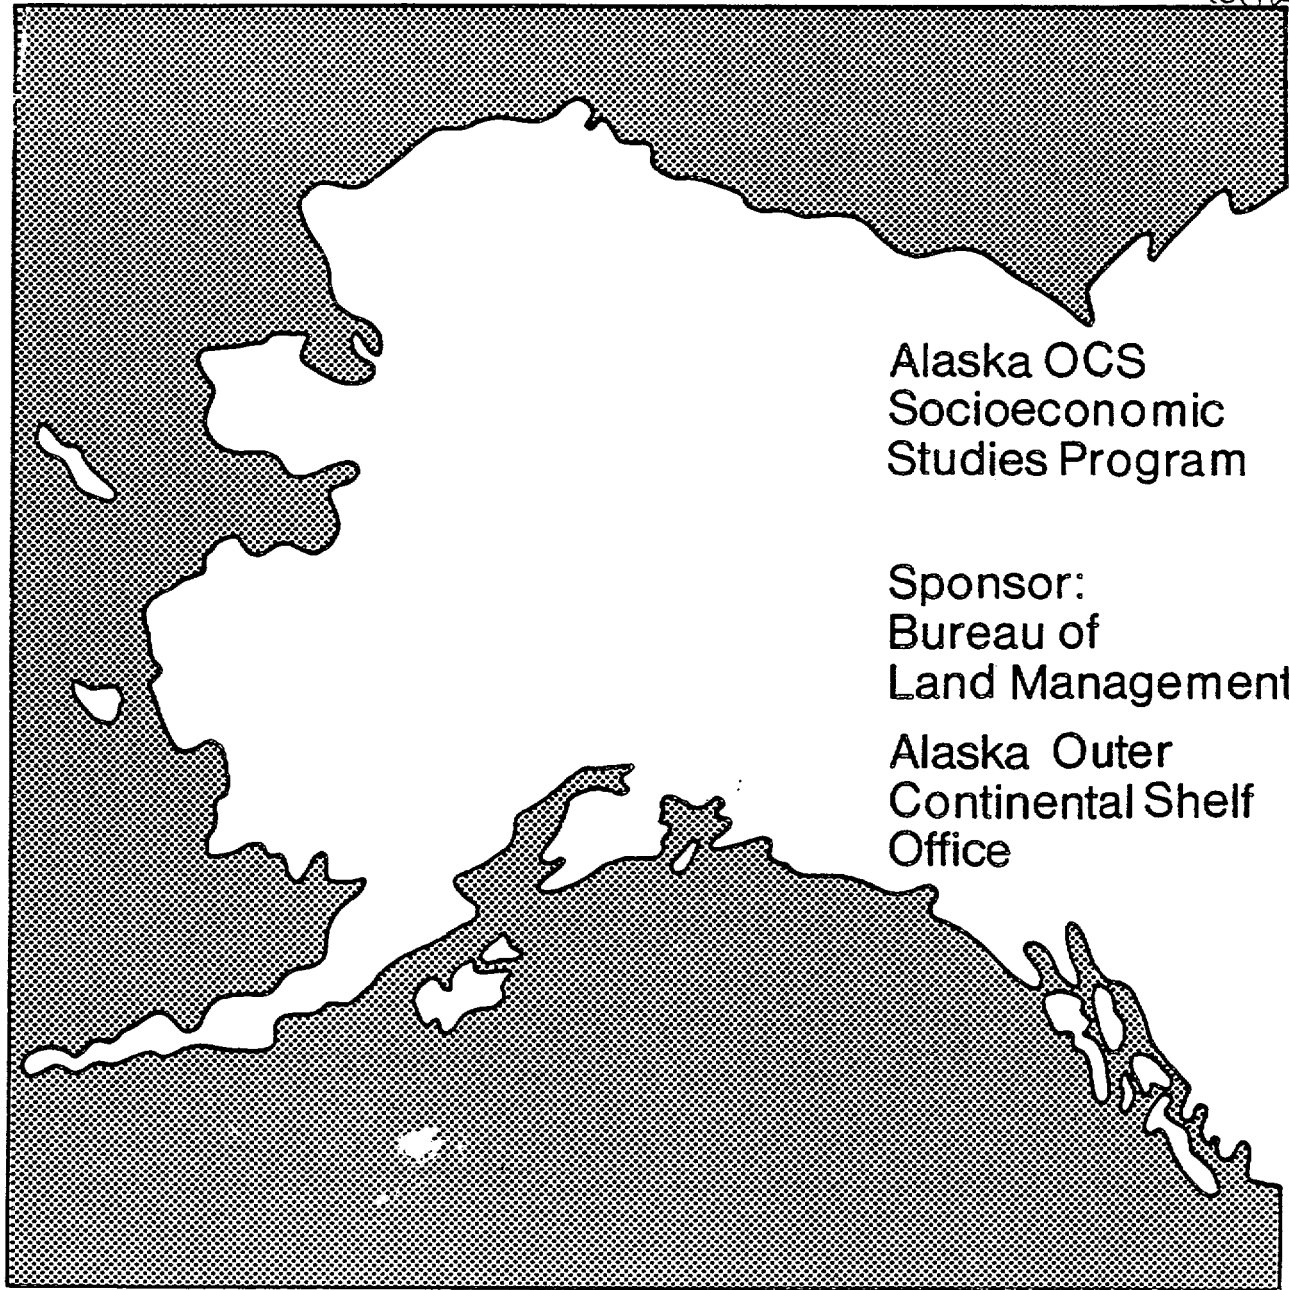 Alaska OCS
Socioeconomic
Studies Program
Sponsor:
Bureau of
Land Management
Alaska Outer
Continental Shelf
Office